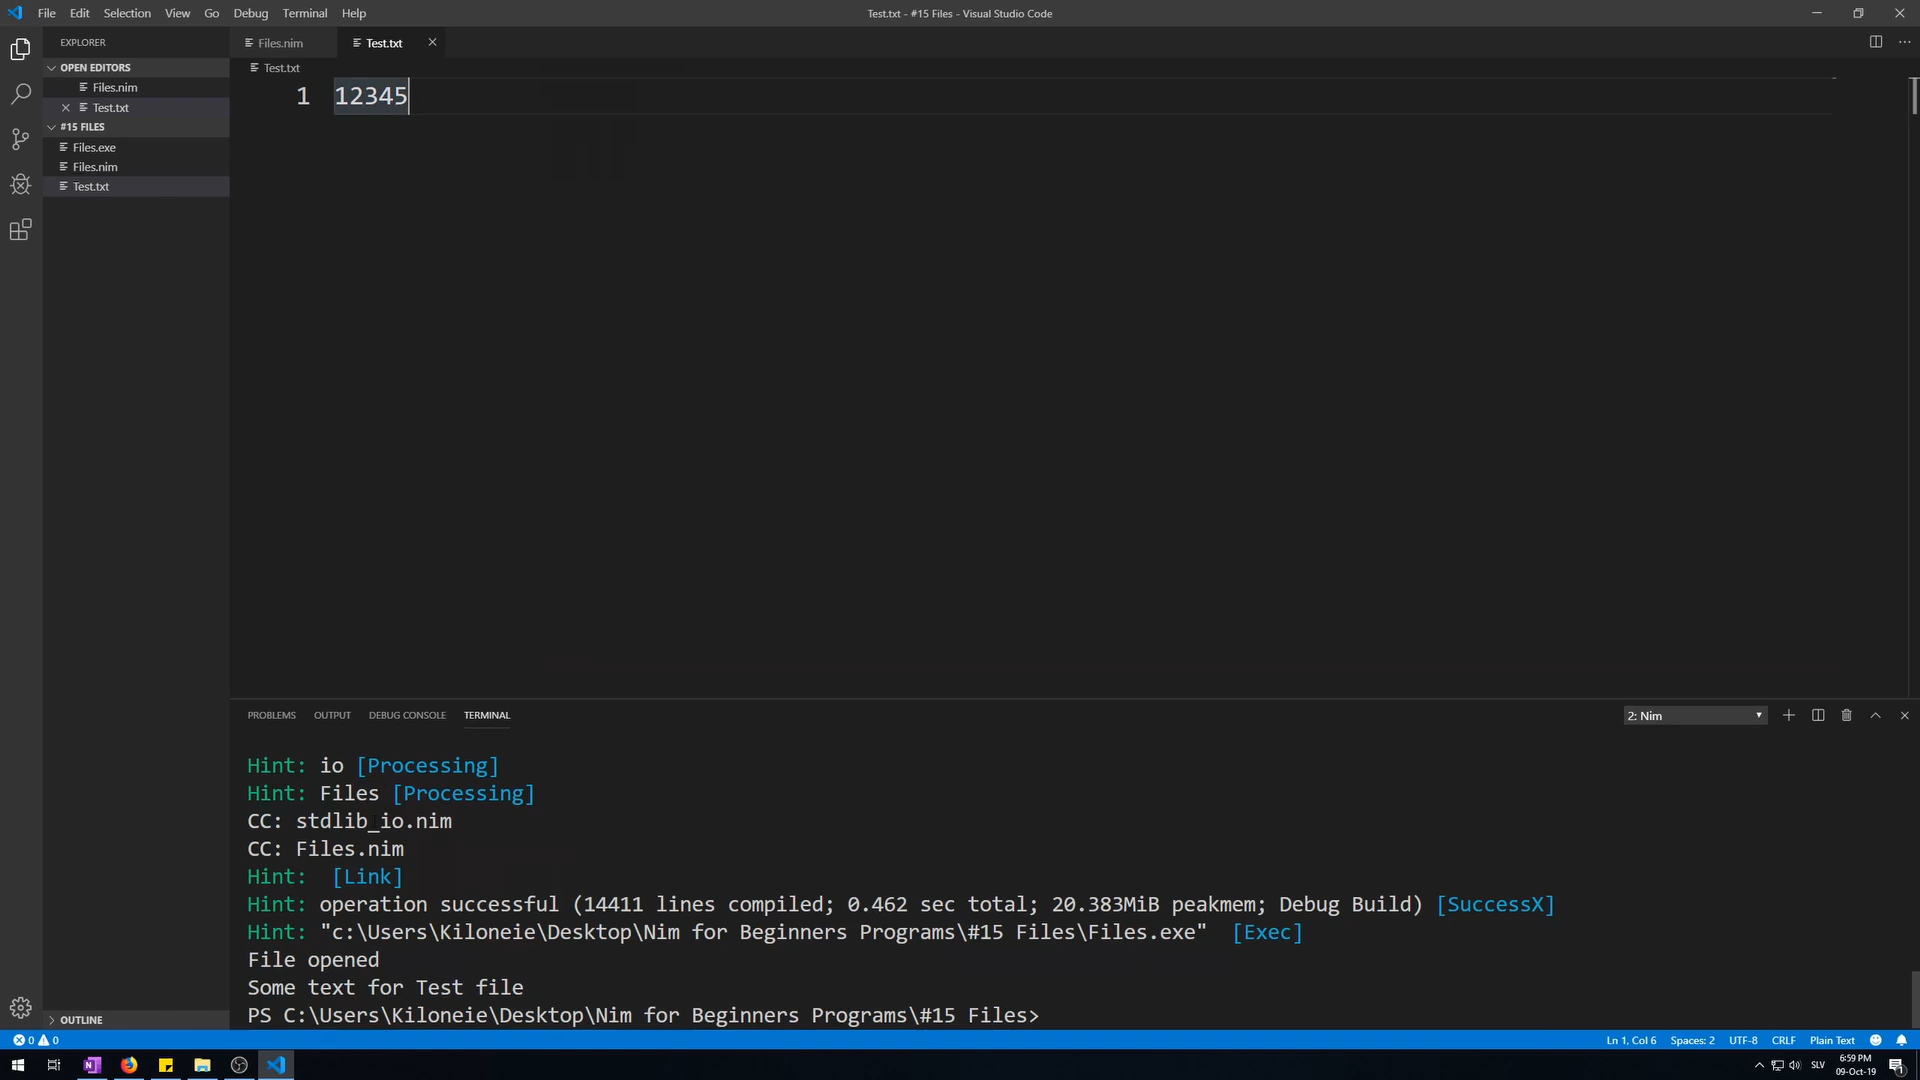 File Edit Selection View Go Debug Terminal Help
Test.txt - #15 Files - Visual Studio Code
EXPLORER
OPEN EDITORS
Files.nim
Test.txt
#15 FILES
Files.exe
Files.nim
Test.txt
OUTLINE
Files.nim Test.txt
Test.txt
1 12345
PROBLEMS OUTPUT DEBUG CONSOLE TERMINAL
2: Nim
Hint: io [Processing]
Hint: Files [Processing]
CC: stdlib_io.nim
CC: Files.nim
Hint:  [Link]
Hint: operation successful (14411 lines compiled; 0.462 sec total; 20.383MiB peakmem; Debug Build) [SuccessX]
Hint: "c:\Users\Kiloneie\Desktop\Nim for Beginners Programs\#15 Files\Files.exe"  [Exec]
File opened
Some text for Test file
PS C:\Users\Kiloneie\Desktop\Nim for Beginners Programs\#15 Files>
0 0
Ln 1, Col 6 Spaces: 2 UTF-8 CRLF Plain Text
SLV
6:59 PM
09-Oct-19